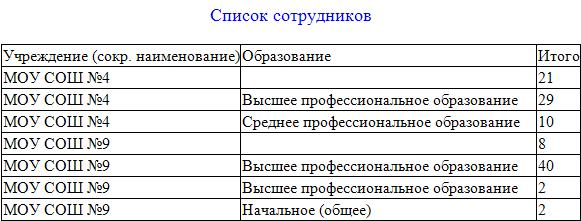 Список сотрудников
Учреждение (сокр. наименование) Образование Итого
МОУ СОШ №4 21
МОУ СОШ №4 Высшее профессиональное образование 29
МОУ СОШ №4 Среднее профессиональное образование 10
МОУ СОШ №9 8
МОУ СОШ №9 Высшее профессиональное образование 40
МОУ СОШ №9 Высшее профессиональное образование 2
МОУ СОШ №9 Начальное (общее) 2